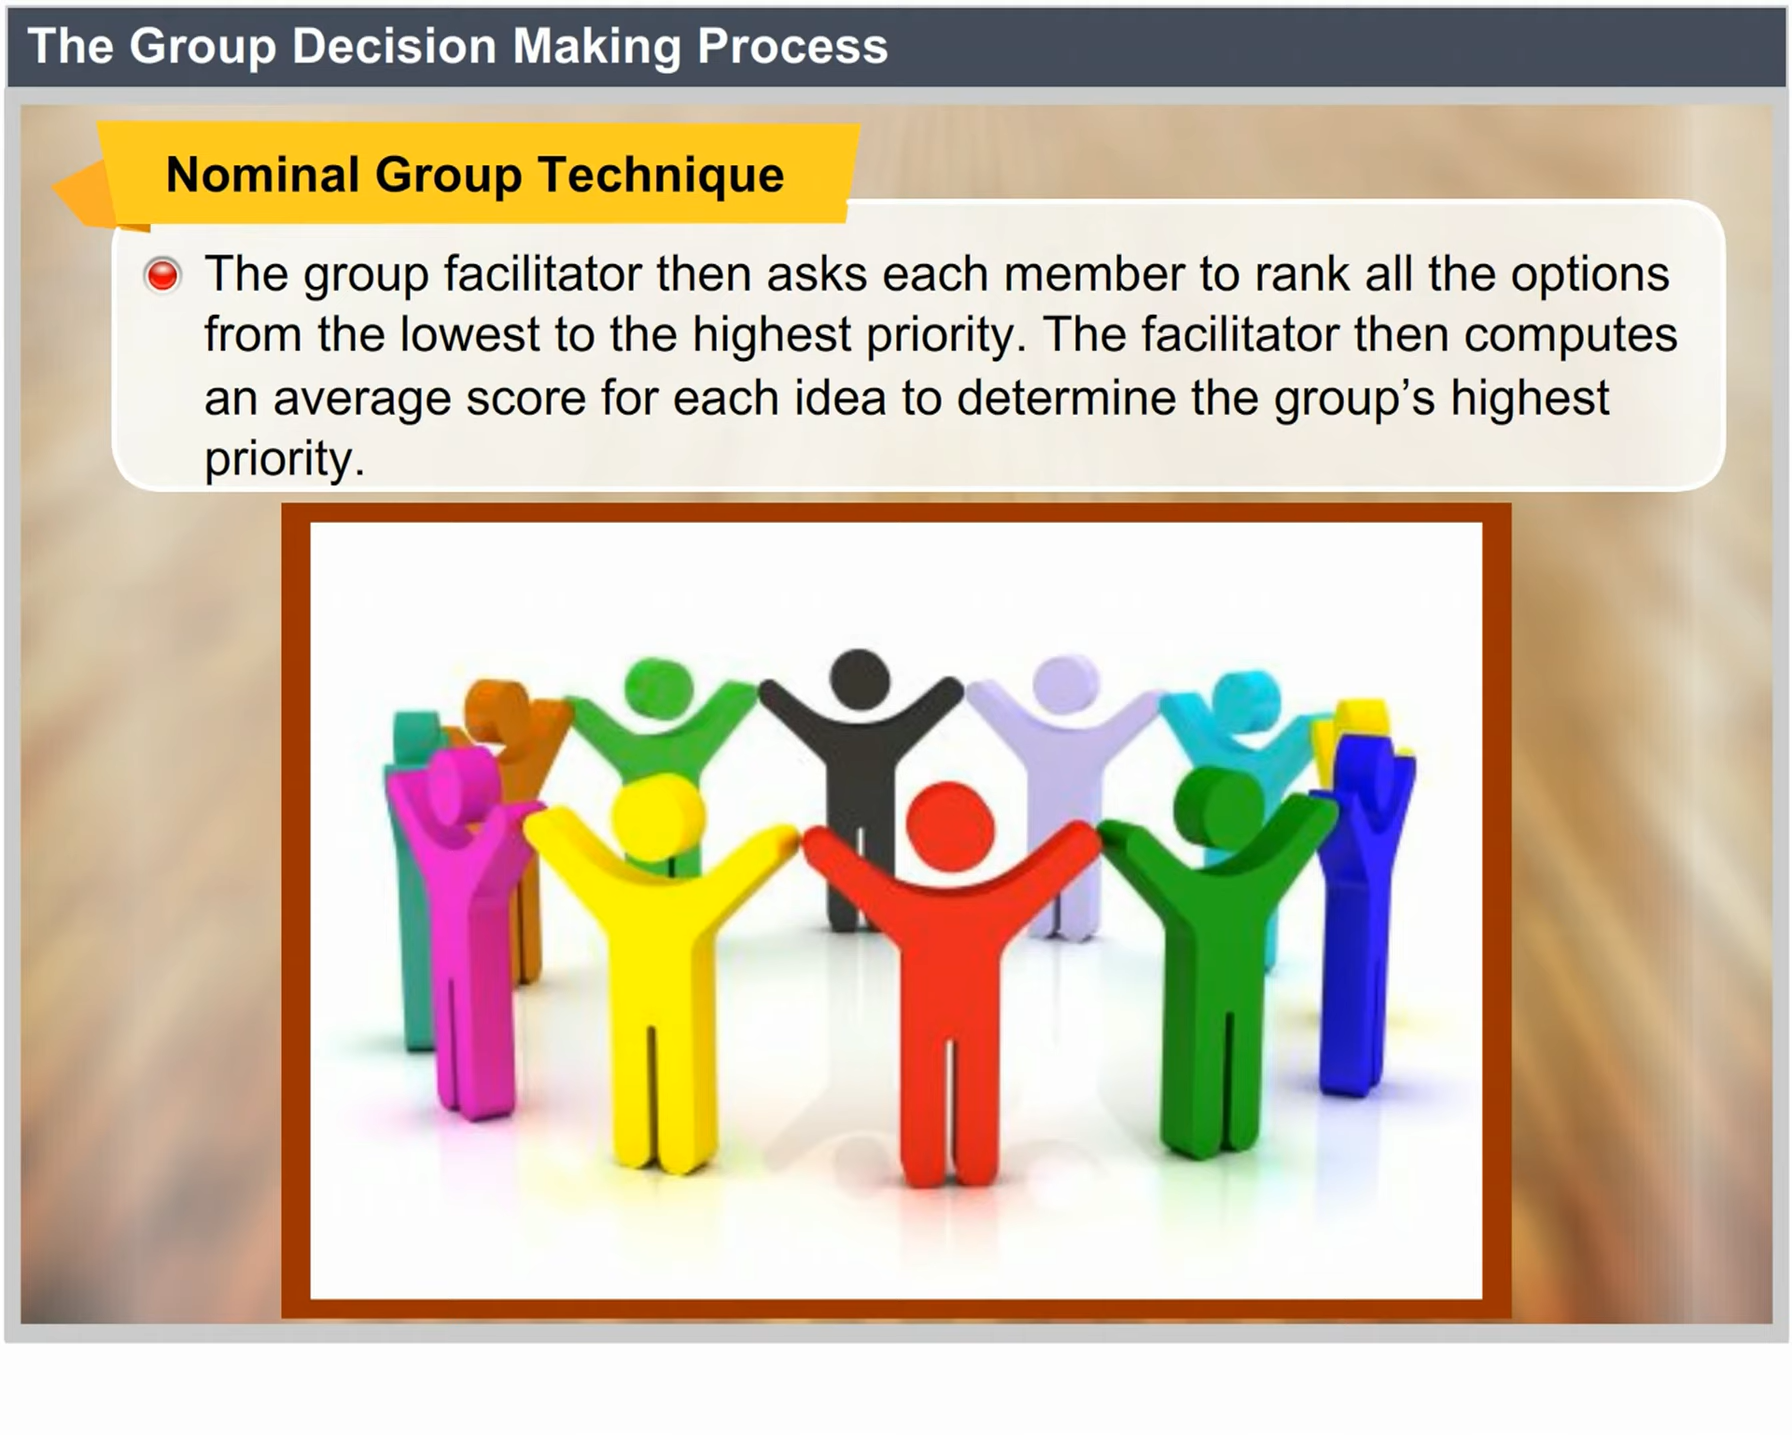 The Group Decision Making Process
Nominal Group Technique
The group facilitator then asks each member to rank all the options
from the lowest to the highest priority. The facilitator then computes
an average score for each idea to determine the group’s highest
priority.